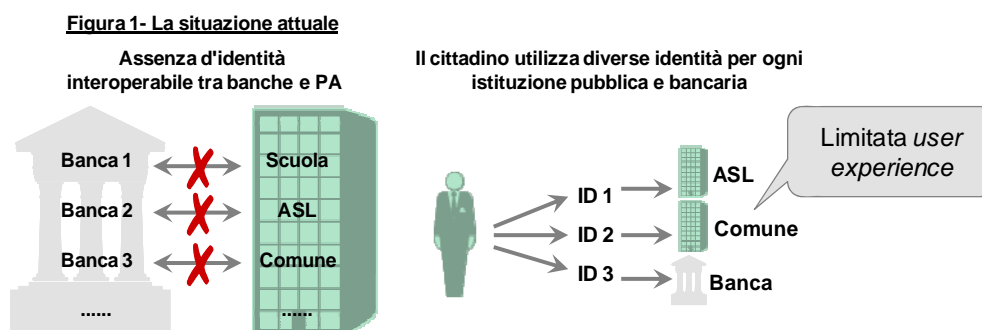 Figura 1- La situazione attuale
Assenza d'identità
interoperabile tra banche e PA
Banca 1
Scuola
Banca 2
ASL
Banca 3
Comune
......
......
Il cittadino utilizza diverse identità per ogni
istituzione pubblica e bancaria
ID 1
ASL
ID 2
Comune
ID 3
Banca
Limitata user
experience